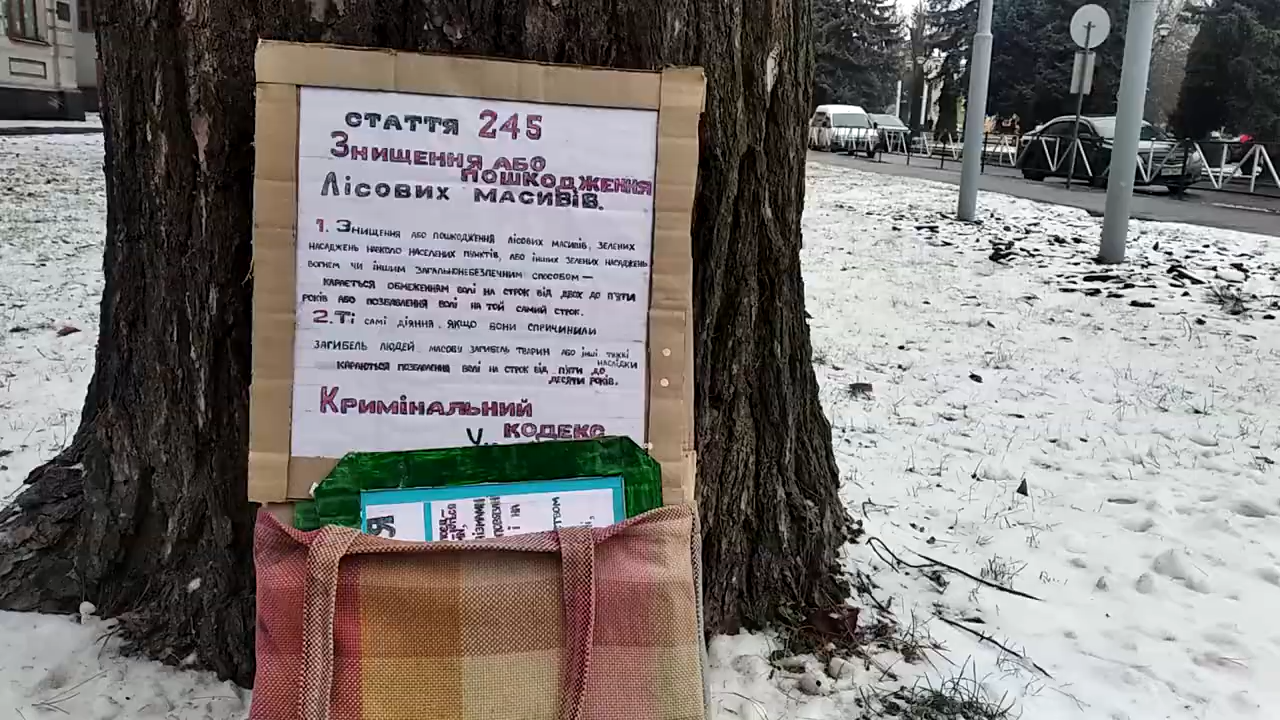 СТАТТЯ 245
ЗНИЩЕННЯ АБО
ПОШКОДЖЕННЯ
ЛІСОВИХ МАСИВІВ.
1. ЗНИЩЕННЯ АБО ПОШКОДЖЕННЯ ЛІСОВИХ МАСИВІВ, ЗЕЛЕНИХ
НАСАДЖЕНЬ НАВКОЛО НАСЕЛЕНИХ ПУНКТІВ, АБО ІНШИХ ЗЕЛЕНИХ НАСАДЖЕНЬ
ВОГНЕМ ЧИ ІНШИМ ЗАГАЛЬНОНЕБЕЗПЕЧНИМ СПОСОБОМ —
КАРАЄТЬСЯ ОБМЕЖЕННЯМ ВОЛІ НА СТРОК ВІД ДВОХ ДО П'ЯТИ
РОКІВ АБО ПОЗБАВЛЕННЯ ВОЛІ НА ТОЙ САМИЙ СТРОК.
2. ТІ САМІ ДІЯННЯ, ЯКЩО ВОНИ СПРИЧИНИЛИ
ЗАГИБЕЛЬ ЛЮДЕЙ МАСОВУ ЗАГИБЕЛЬ ТВАРИН АБО ІНШІ ТЯЖКІ
НАСЛІДКИ
КАРАЮТЬСЯ ПОЗБАВЛЕННЯ ВОЛІ НА СТРОК ВІД П'ЯТИ ДО
ДЕСЯТИ РОКІВ.
КРИМІНАЛЬНИЙ
КОДЕКС